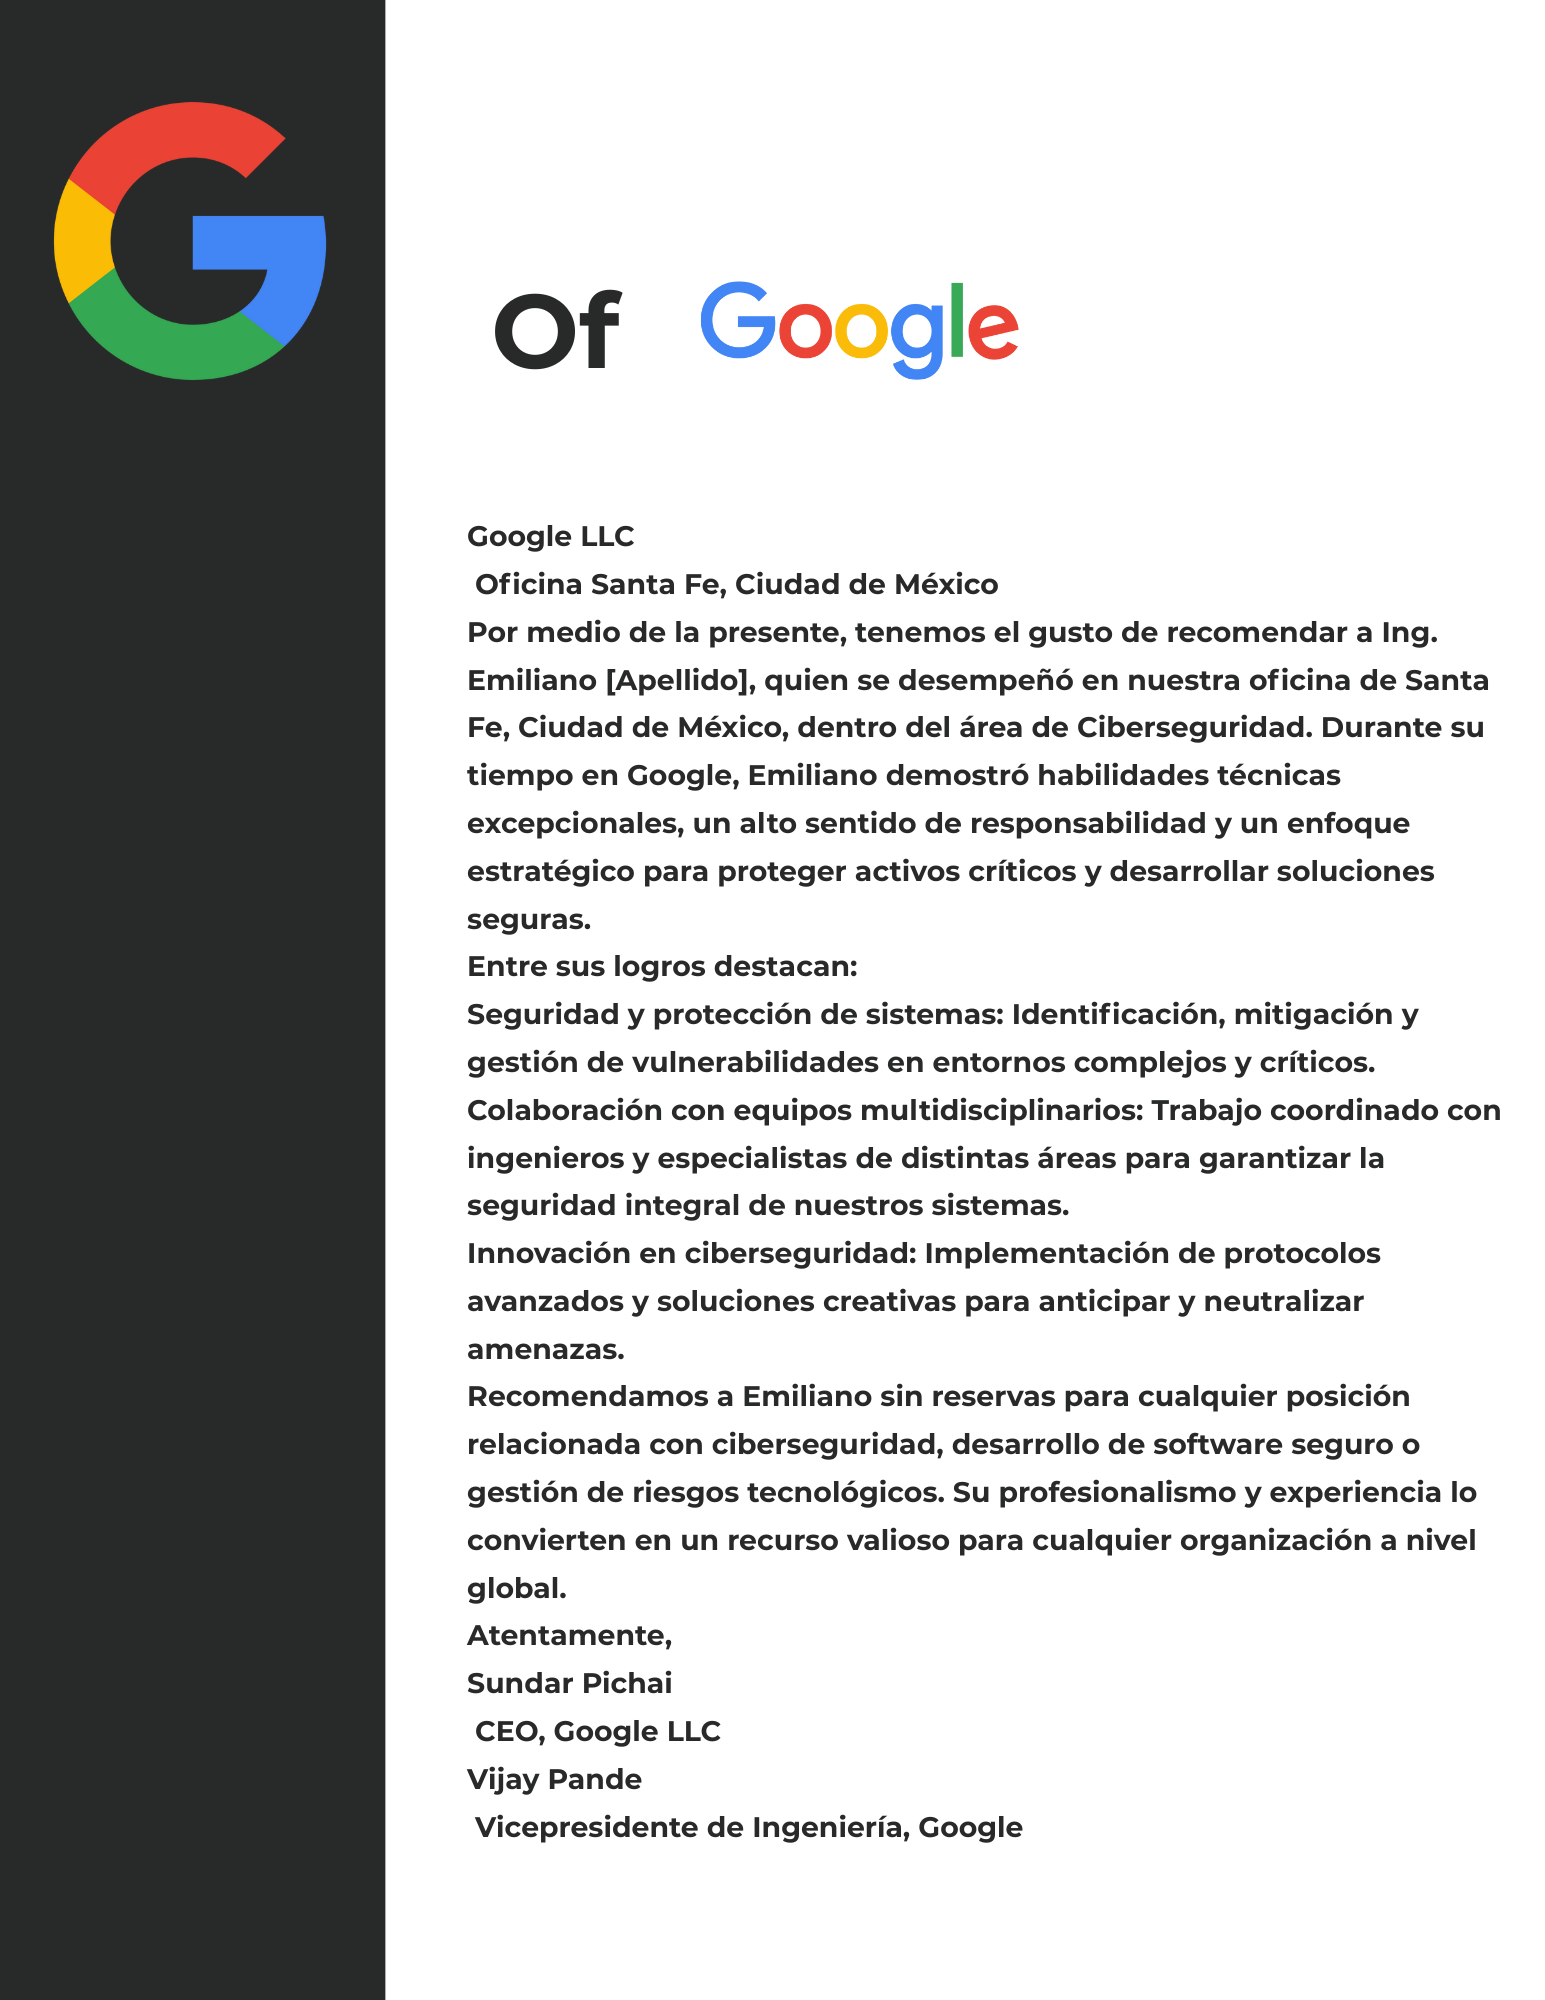 Of Google
Google LLC
Oficina Santa Fe, Ciudad de México
Por medio de la presente, tenemos el gusto de recomendar a Ing.
Emiliano [Apellido], quien se desempeñó en nuestra oficina de Santa
Fe, Ciudad de México, dentro del área de Ciberseguridad. Durante su
tiempo en Google, Emiliano demostró habilidades técnicas
excepcionales, un alto sentido de responsabilidad y un enfoque
estratégico para proteger activos críticos y desarrollar soluciones
seguras.
Entre sus logros destacan:
Seguridad y protección de sistemas: Identificación, mitigación y
gestión de vulnerabilidades en entornos complejos y críticos.
Colaboración con equipos multidisciplinarios: Trabajo coordinado con
ingenieros y especialistas de distintas áreas para garantizar la
seguridad integral de nuestros sistemas.
Innovación en ciberseguridad: Implementación de protocolos
avanzados y soluciones creativas para anticipar y neutralizar
amenazas.
Recomendamos a Emiliano sin reservas para cualquier posición
relacionada con ciberseguridad, desarrollo de software seguro o
gestión de riesgos tecnológicos. Su profesionalismo y experiencia lo
convierten en un recurso valioso para cualquier organización a nivel
global.
Atentamente,
Sundar Pichai
CEO, Google LLC
Vijay Pande
Vicepresidente de Ingeniería, Google